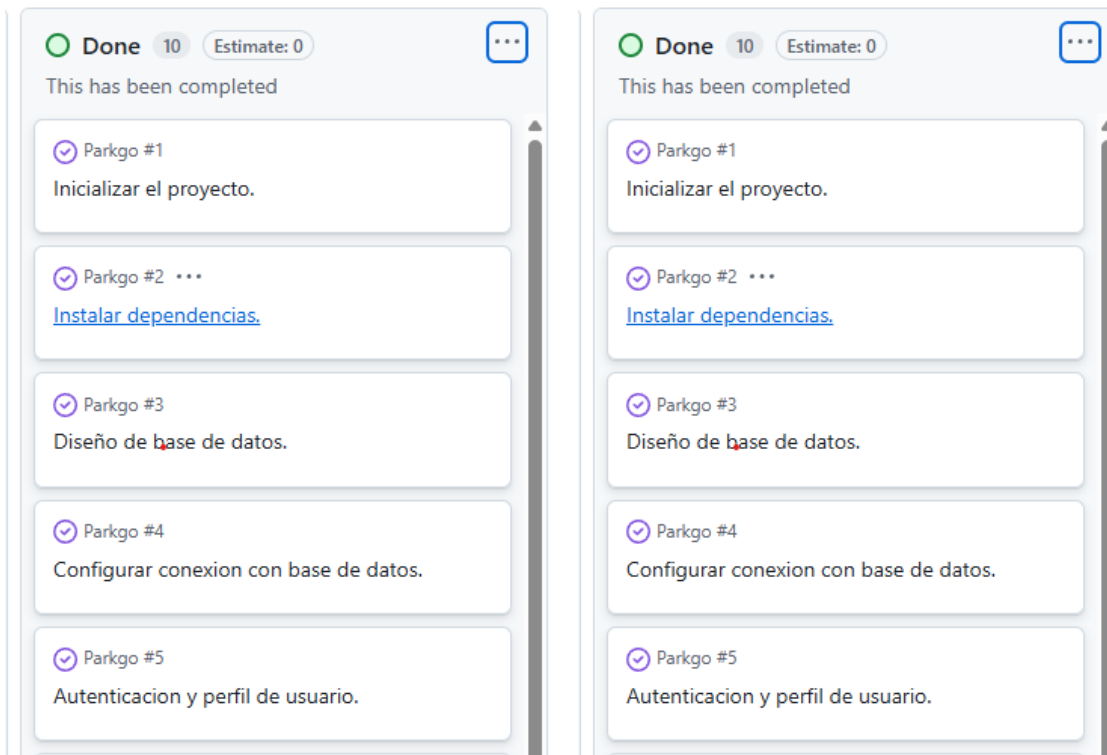 Done 10 Estimate: 0 ...
This has been completed
Parkgo #1
Inicializar el proyecto.
Parkgo #2 ...
Instalar dependencias.
Parkgo #3
Diseño de base de datos.
Parkgo #4
Configurar conexion con base de datos.
Parkgo #5
Autenticacion y perfil de usuario.
Done 10 Estimate: 0 ...
This has been completed
Parkgo #1
Inicializar el proyecto.
Parkgo #2 ...
Instalar dependencias.
Parkgo #3
Diseño de base de datos.
Parkgo #4
Configurar conexion con base de datos.
Parkgo #5
Autenticacion y perfil de usuario.